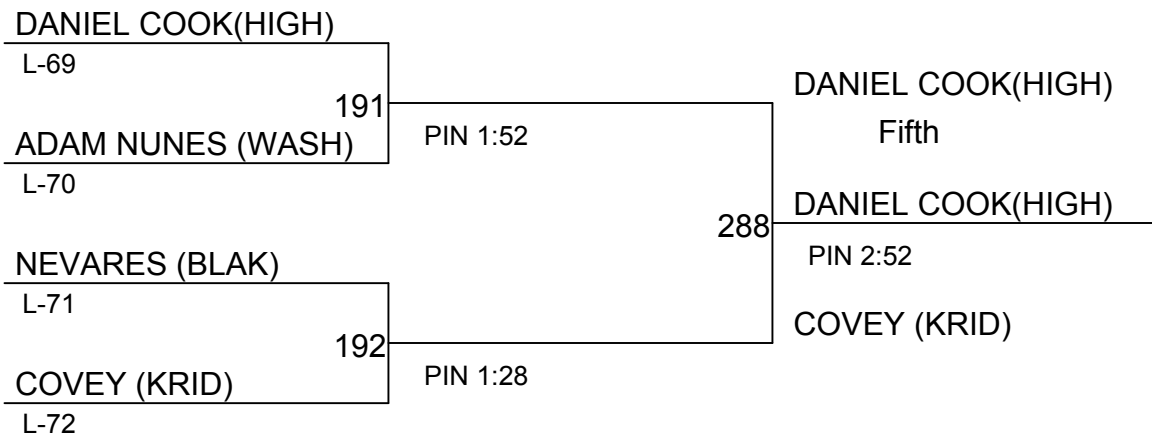 DANIEL COOK(HIGH)
L-69
191
PIN 1:52
ADAM NUNES (WASH)
L-70
NEVARES (BLAK)
L-71
192
PIN 1:28
COVEY (KRID)
L-72
DANIEL COOK(HIGH)
Fifth
288
DANIEL COOK(HIGH)
PIN 2:52
COVEY (KRID)